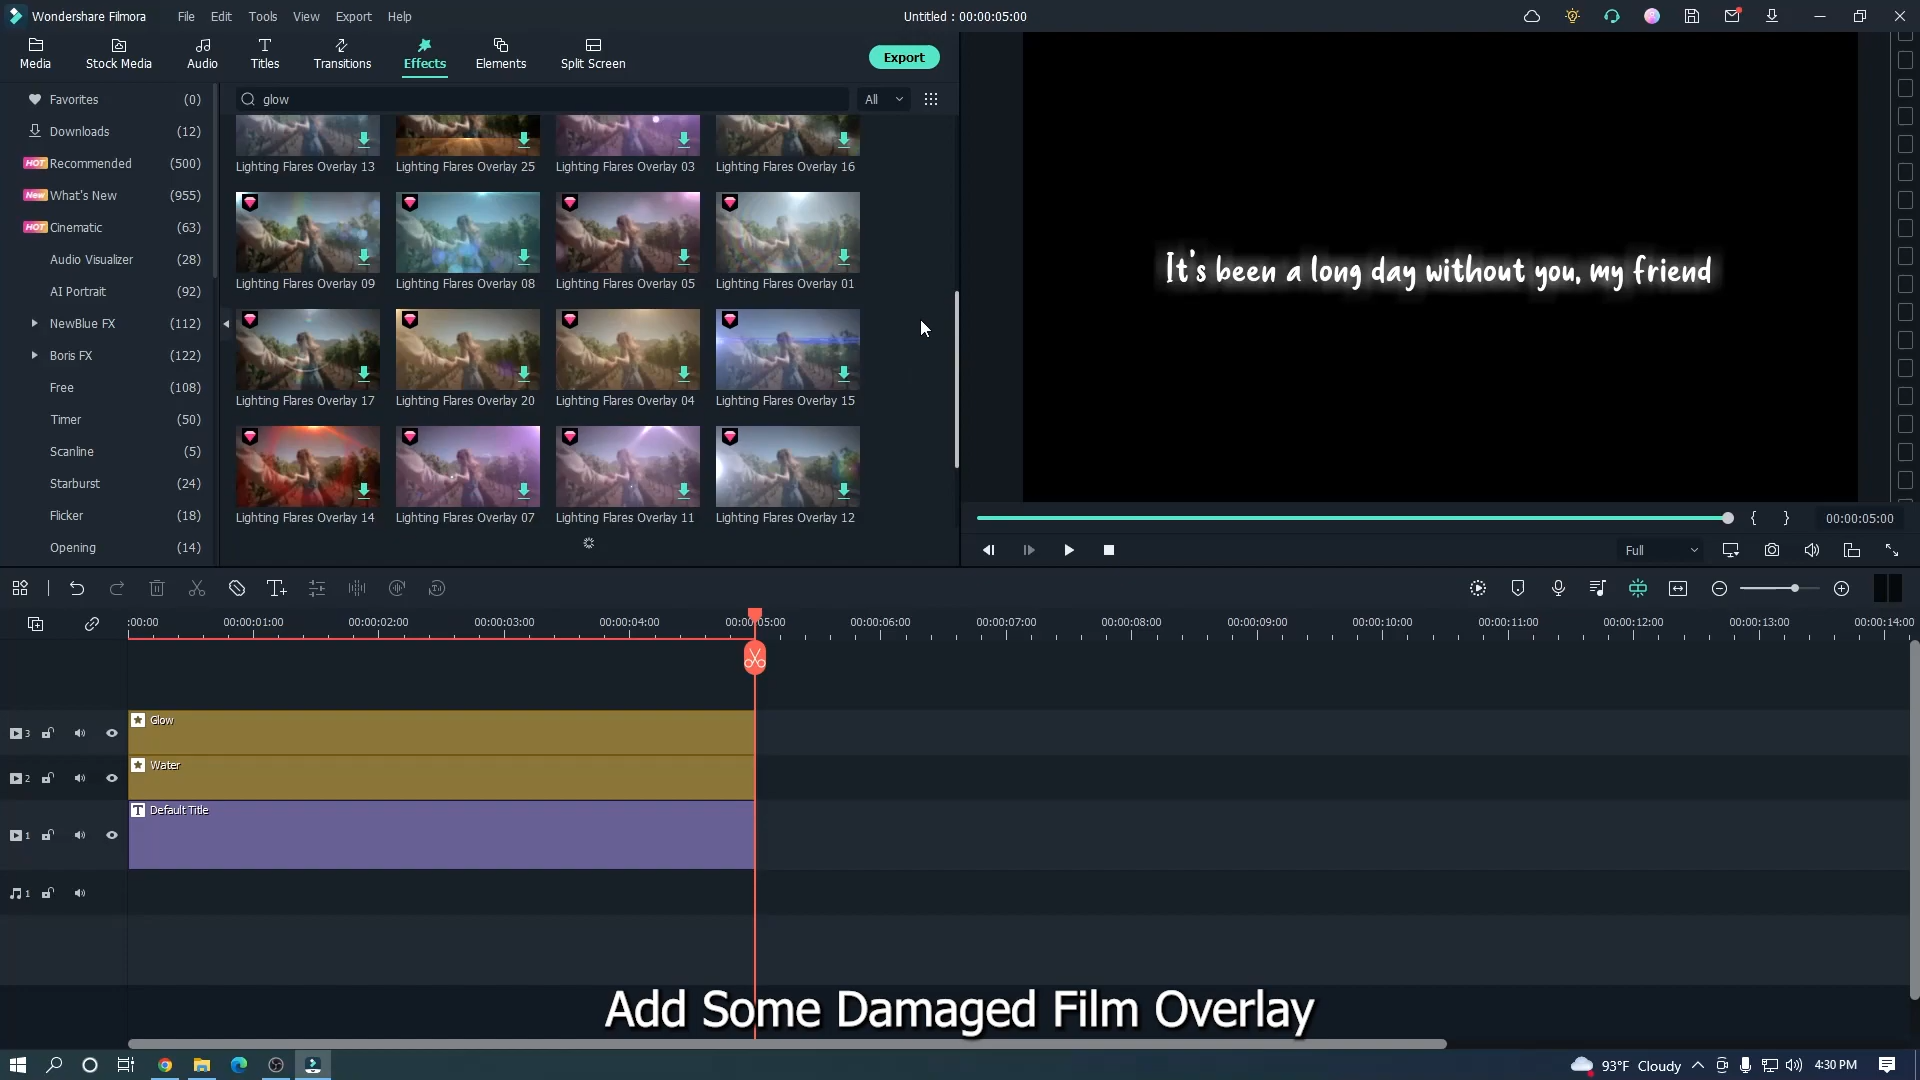 Wondershare Filmora
File Edit Tools View Export Help
Untitled : 00:00:05:00
Media Stock Media Audio Titles Transitions Effects Elements Split Screen
Export
glow
All
Favorites (0)
Downloads (12)
HOT Recommended (500)
New What's New (955)
HOT Cinematic (63)
Audio Visualizer (28)
AI Portrait (92)
NewBlue FX (112)
Boris FX (122)
Free (108)
Timer (50)
Scanline (5)
Starburst (24)
Flicker (18)
Opening (14)
Lighting Flares Overlay 13 Lighting Flares Overlay 25 Lighting Flares Overlay 03 Lighting Flares Overlay 16
Lighting Flares Overlay 09 Lighting Flares Overlay 08 Lighting Flares Overlay 05 Lighting Flares Overlay 01
Lighting Flares Overlay 17 Lighting Flares Overlay 20 Lighting Flares Overlay 04 Lighting Flares Overlay 15
Lighting Flares Overlay 14 Lighting Flares Overlay 07 Lighting Flares Overlay 11 Lighting Flares Overlay 12
It's been a long day without you, my friend
{ } 00:00:05:00
Full
:00:00 00:00:01:00 00:00:02:00 00:00:03:00 00:00:04:00 00:00:05:00 00:00:06:00 00:00:07:00 00:00:08:00 00:00:09:00 00:00:10:00 00:00:11:00 00:00:12:00 00:00:13:00 00:00:14:00
3 Glow
2 Water
1 Default Title
1
Add Some Damaged Film Overlay
93°F Cloudy 4:30 PM